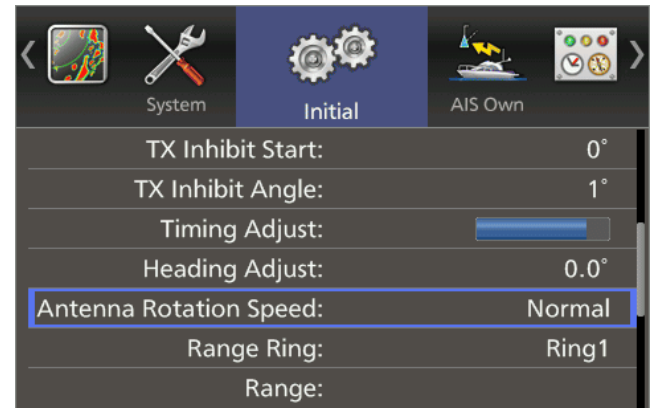 System
Initial
AIS Own
TX Inhibit Start: 0°
TX Inhibit Angle: 1°
Timing Adjust:
Heading Adjust: 0.0°
Antenna Rotation Speed: Normal
Range Ring: Ring1
Range: